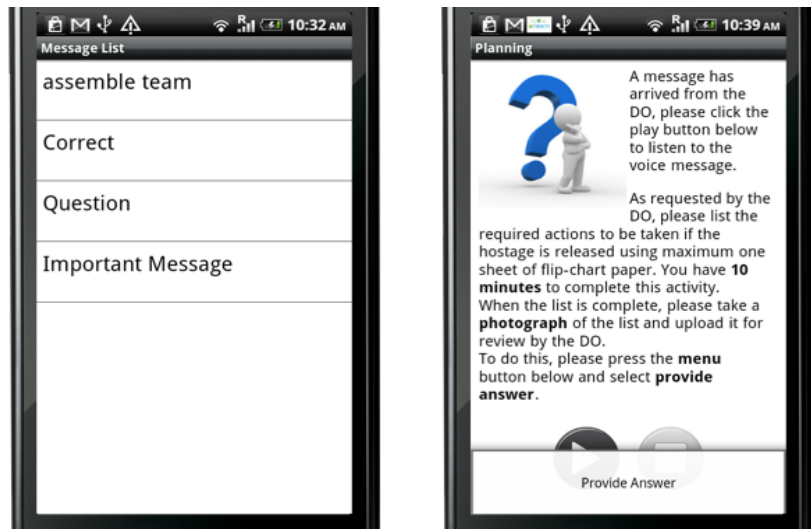 10:32 AM
Message List
assemble team
Correct
Question
Important Message
R 10:39 AM
Planning
A message has
arrived from the
DO, please click the
play button below
to listen to the
voice message.
As requested by the
DO, please list the
required actions to be taken if the
hostage is released using maximum one
sheet of flip-chart paper. You have 10
minutes to complete this activity.
When the list is complete, please take a
photograph of the list and upload it for
review by the DO.
To do this, please press the menu
button below and select provide
answer.
Provide Answer